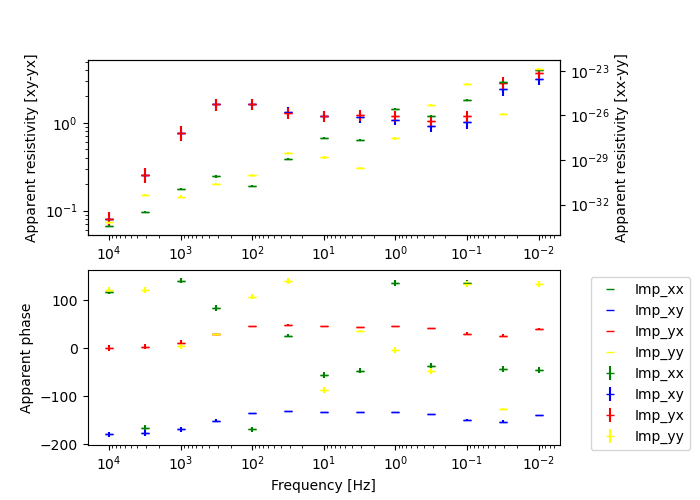 Apparent resistivity [xy-yx]
10⁰
10⁻¹
10⁻²³
10⁻²⁶
10⁻²⁹
10⁻³²
Apparent resistivity [xx-yy]
10⁴ 10³ 10² 10¹ 10⁰ 10⁻¹ 10⁻²
Apparent phase
100
0
−100
−200
10⁴ 10³ 10² 10¹ 10⁰ 10⁻¹ 10⁻²
Frequency [Hz]
Imp_xx
Imp_xy
Imp_yx
Imp_yy
Imp_xx
Imp_xy
Imp_yx
Imp_yy